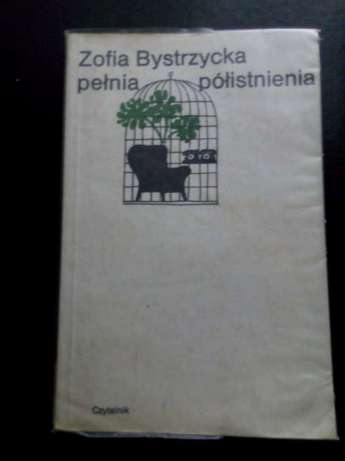 Zofia Bystrzycka
pełnia półistnienia
Czytelnik